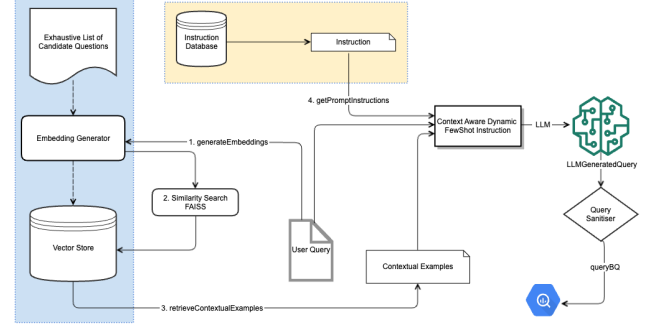 Exhaustive List of
Candidate Questions
Instruction
Database
Instruction
4. getPromptInstructions
Embedding Generator
1. generateEmbeddings
Context Aware Dynamic
FewShot Instruction
LLM
LLMGeneratedQuery
2. Similarity Search
FAISS
Query
Sanitiser
Vector Store
User Query
Contextual Examples
queryBQ
3. retrieveContextualExamples